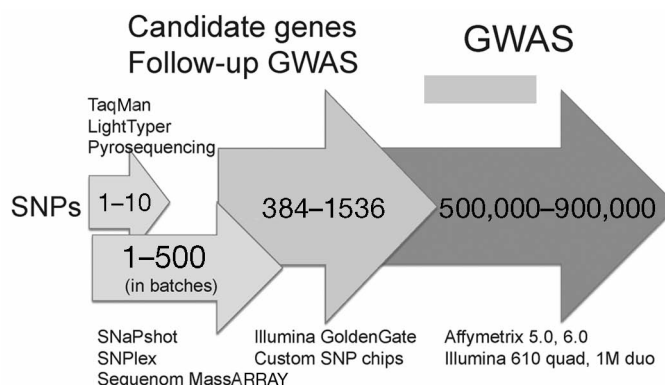 Candidate genes
Follow-up GWAS
GWAS
TaqMan
LightTyper
Pyrosequencing
SNPs
1–10
384–1536
500,000–900,000
1–500
(in batches)
SNaPshot
SNPlex
Sequenom MassARRAY
Illumina GoldenGate
Custom SNP chips
Affymetrix 5.0, 6.0
Illumina 610 quad, 1M duo